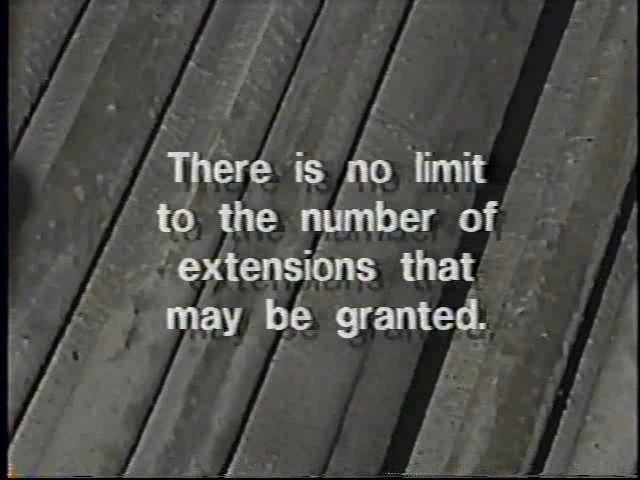 There is no limit
to the number of
extensions that
may be granted.